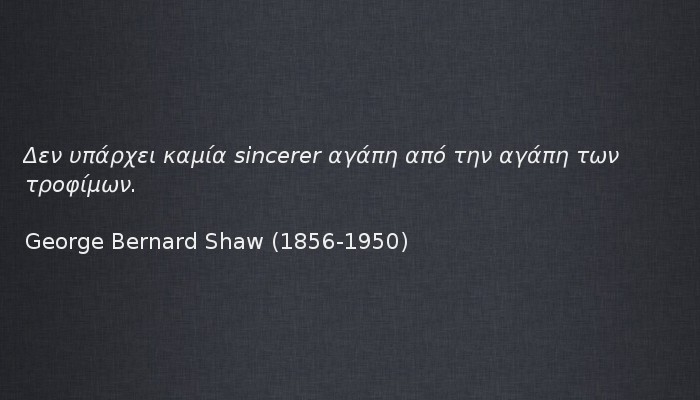 Δεν υπάρχει καμία sincerer αγάπη από την αγάπη των
τροφίμων.
George Bernard Shaw (1856-1950)